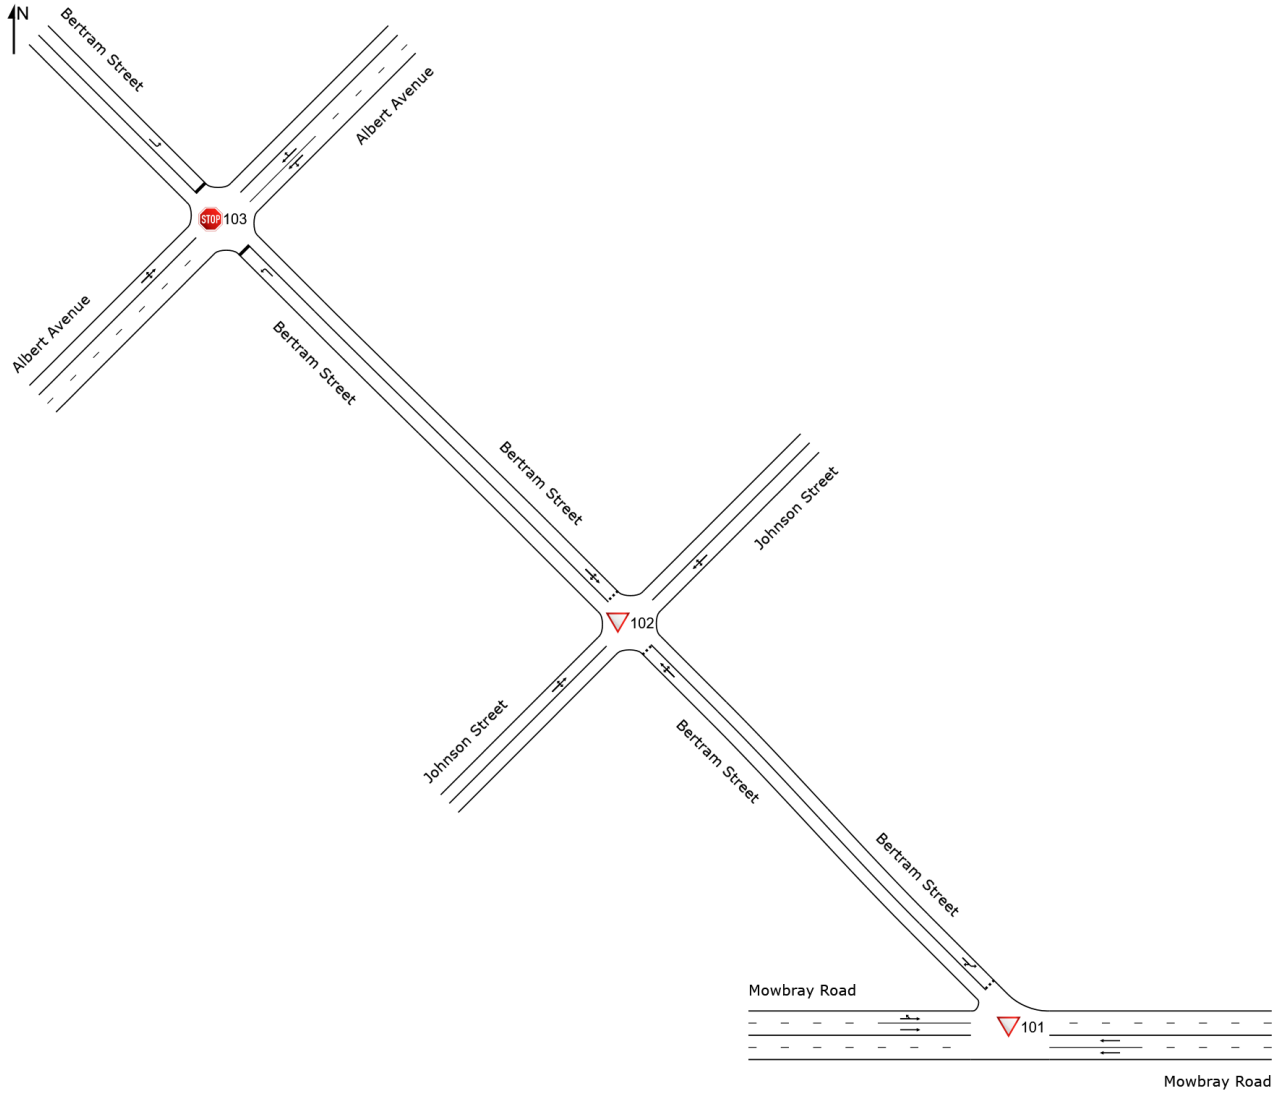 N
Bertram Street
Albert Avenue
STOP
103
Albert Avenue
Bertram Street
Bertram Street
Johnson Street
102
Johnson Street
Bertram Street
Bertram Street
Mowbray Road
101
Mowbray Road